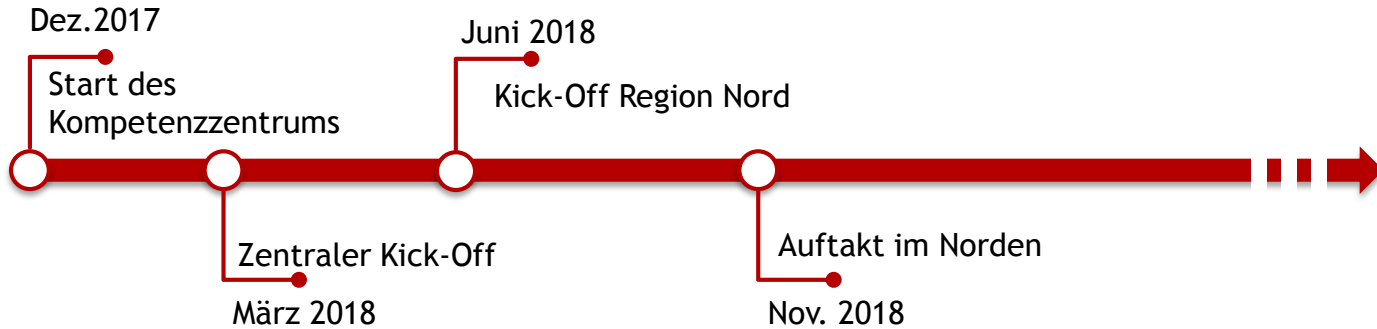 Dez.2017
Start des
Kompetenzzentrums
Zentraler Kick-Off
März 2018
Juni 2018
Kick-Off Region Nord
Auftakt im Norden
Nov. 2018